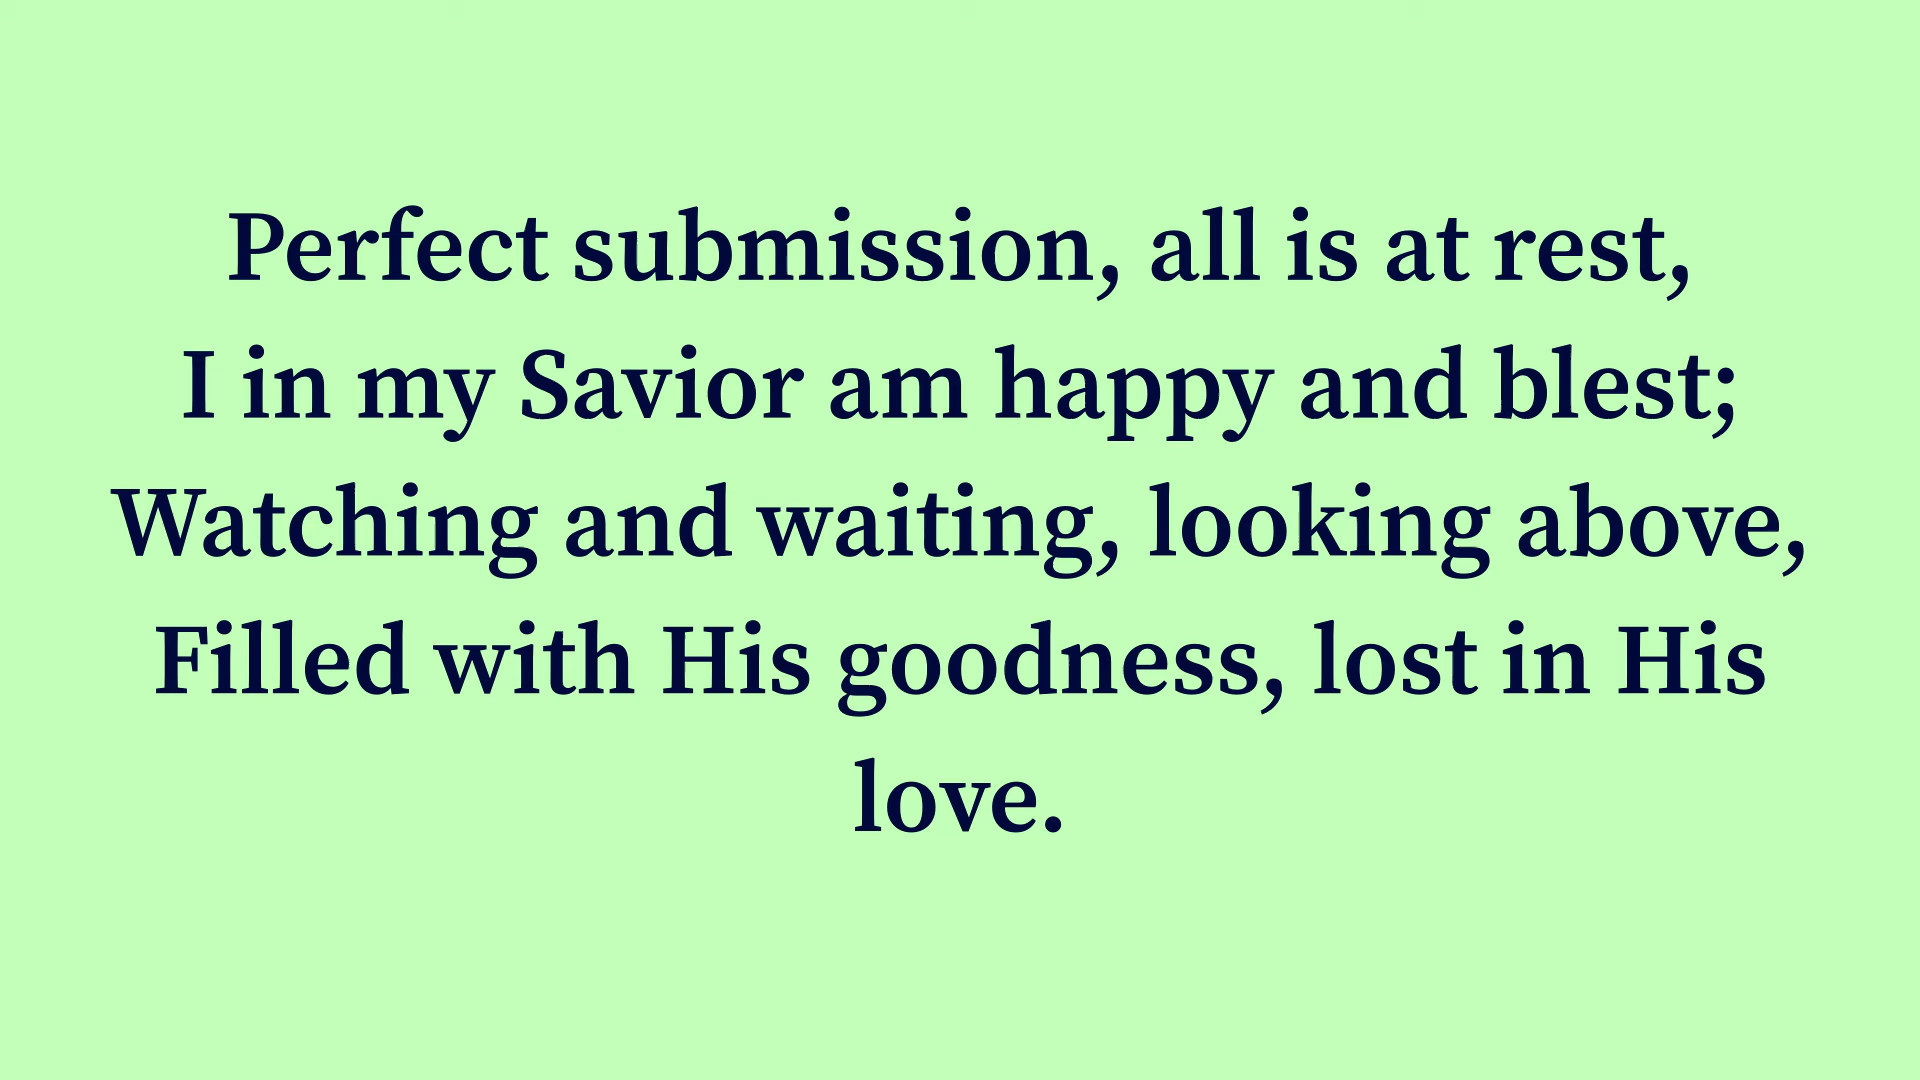 Perfect submission, all is at rest,
I in my Savior am happy and blest;
Watching and waiting, looking above,
Filled with His goodness, lost in His
love.